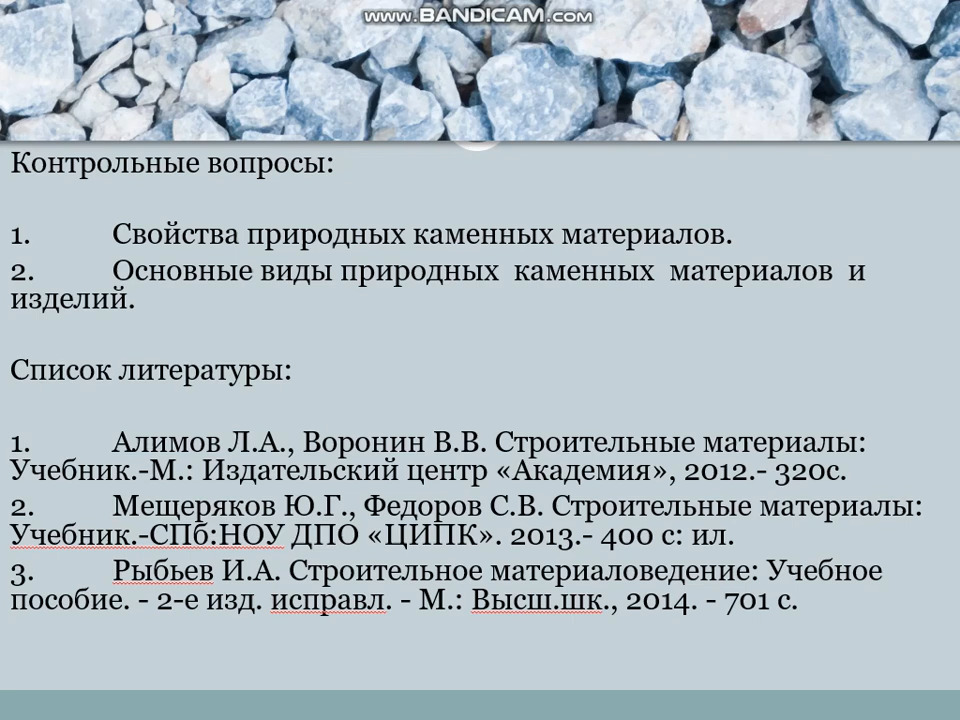 www.BANDICAM.com
Контрольные вопросы:
1. Свойства природных каменных материалов.
2. Основные виды природных каменных материалов и
изделий.
Список литературы:
1. Алимов Л.А., Воронин В.В. Строительные материалы:
Учебник.-М.: Издательский центр «Академия», 2012.- 320с.
2. Мещеряков Ю.Г., Федоров С.В. Строительные материалы:
Учебник.-СПб:НОУ ДПО «ЦИПК». 2013.- 400 с: ил.
3. Рыбьев И.А. Строительное материаловедение: Учебное
пособие. - 2-е изд. исправл. - М.: Высш.шк., 2014. - 701 с.